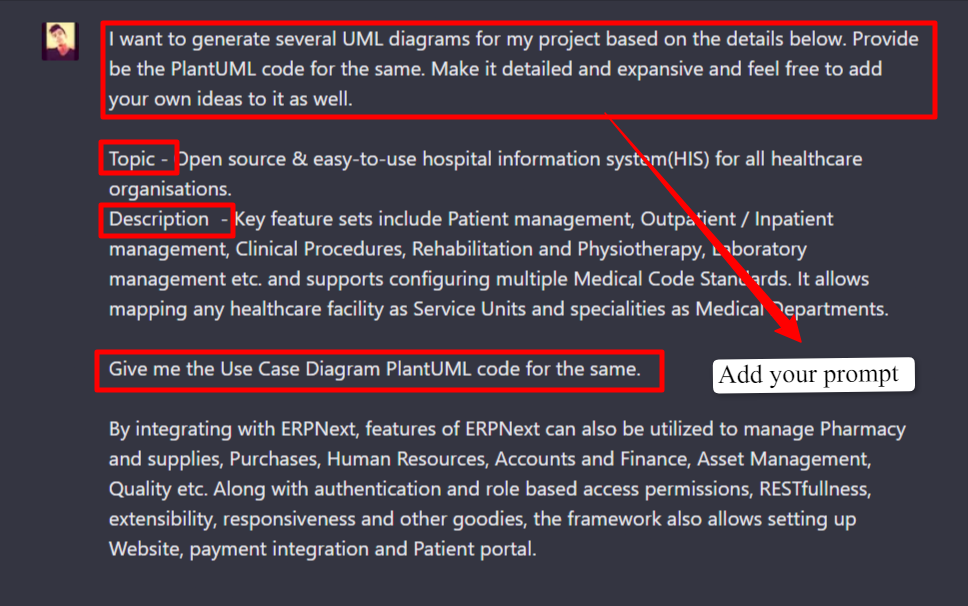 I want to generate several UML diagrams for my project based on the details below. Provide
be the PlantUML code for the same. Make it detailed and expansive and feel free to add
your own ideas to it as well.
Topic - Open source & easy-to-use hospital information system(HIS) for all healthcare
organisations.
Description - Key feature sets include Patient management, Outpatient / Inpatient
management, Clinical Procedures, Rehabilitation and Physiotherapy, Laboratory
management etc. and supports configuring multiple Medical Code Standards. It allows
mapping any healthcare facility as Service Units and specialities as Medical Departments.
Give me the Use Case Diagram PlantUML code for the same.
Add your prompt
By integrating with ERPNext, features of ERPNext can also be utilized to manage Pharmacy
and supplies, Purchases, Human Resources, Accounts and Finance, Asset Management,
Quality etc. Along with authentication and role based access permissions, RESTfullness,
extensibility, responsiveness and other goodies, the framework also allows setting up
Website, payment integration and Patient portal.